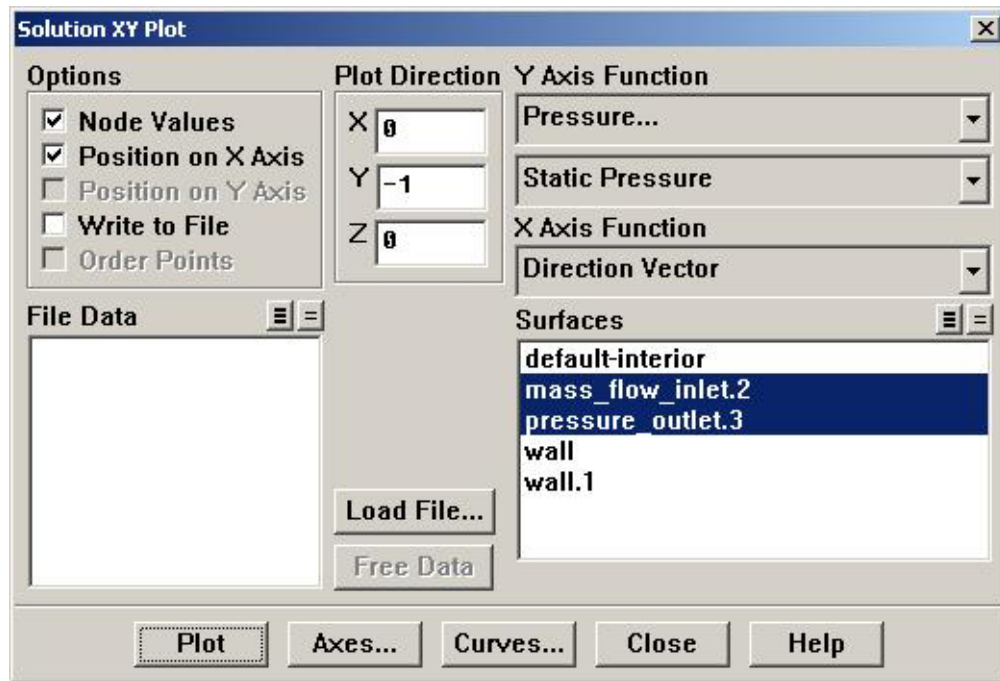 Solution XY Plot
Options
Node Values
Position on X Axis
Position on Y Axis
Write to File
Order Points
Plot Direction
X 0
Y -1
Z 0
Y Axis Function
Pressure...
Static Pressure
X Axis Function
Direction Vector
File Data
Load File...
Free Data
Surfaces
default-interior
mass_flow_inlet.2
pressure_outlet.3
wall
wall.1
Plot
Axes...
Curves...
Close
Help